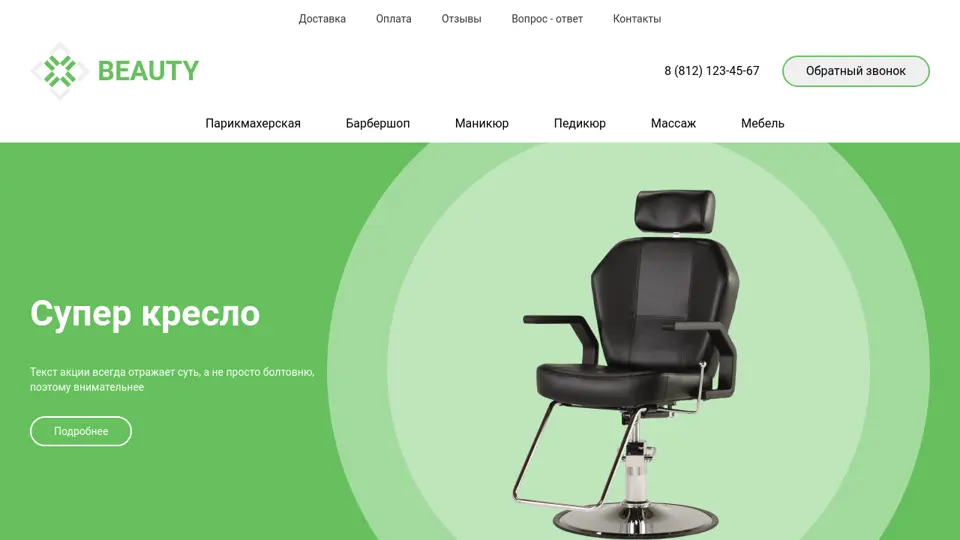 Доставка Оплата Отзывы Вопрос - ответ Контакты
BEAUTY
8 (812) 123-45-67
Обратный звонок
Парикмахерская Барбершоп Маникюр Педикюр Массаж Мебель
Супер кресло
Текст акции всегда отражает суть, а не просто болтовню,
поэтому внимательнее
Подробнее